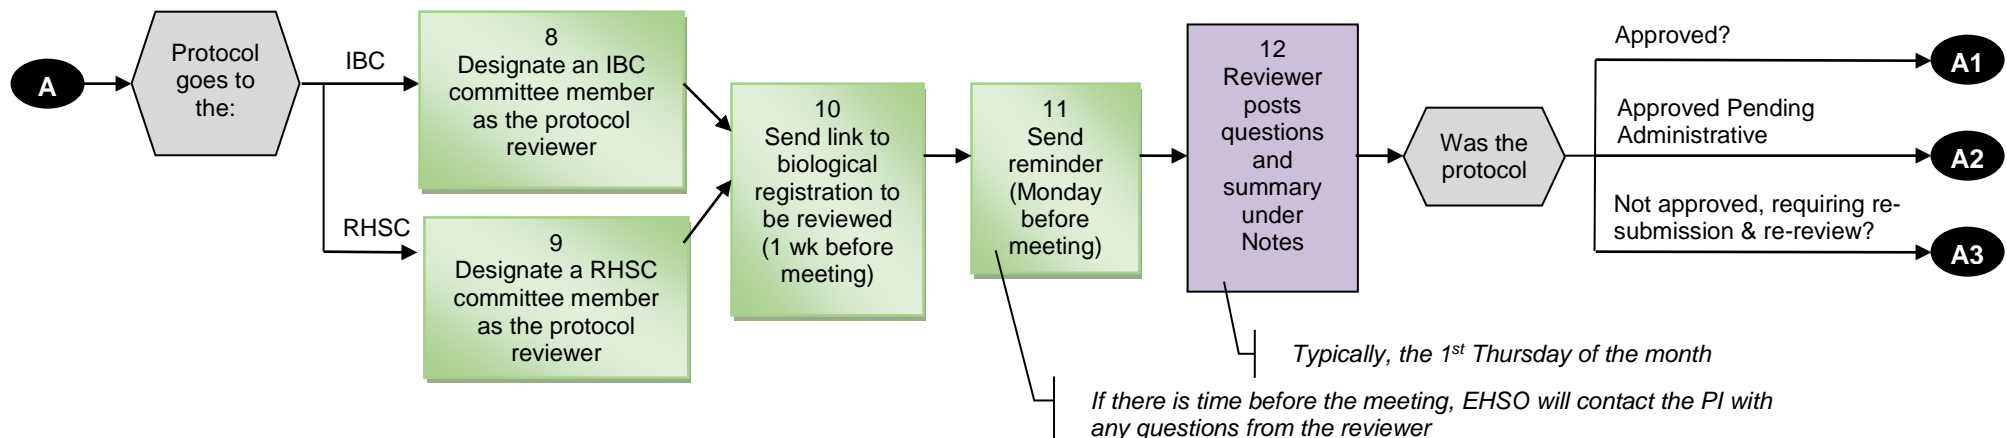 A
Protocol
goes to
the:
IBC
RHSC
8
Designate an IBC
committee member
as the protocol
reviewer
9
Designate a RHSC
committee member
as the protocol
reviewer
10
Send link to
biological
registration to
be reviewed
(1 wk before
meeting)
11
Send
reminder
(Monday
before
meeting)
12
Reviewer
posts
questions
and
summary
under
Notes
Was the
protocol
Approved?
A1
Approved Pending
Administrative
A2
Not approved, requiring re-
submission & re-review?
A3
Typically, the 1st Thursday of the month
If there is time before the meeting, EHSO will contact the PI with
any questions from the reviewer